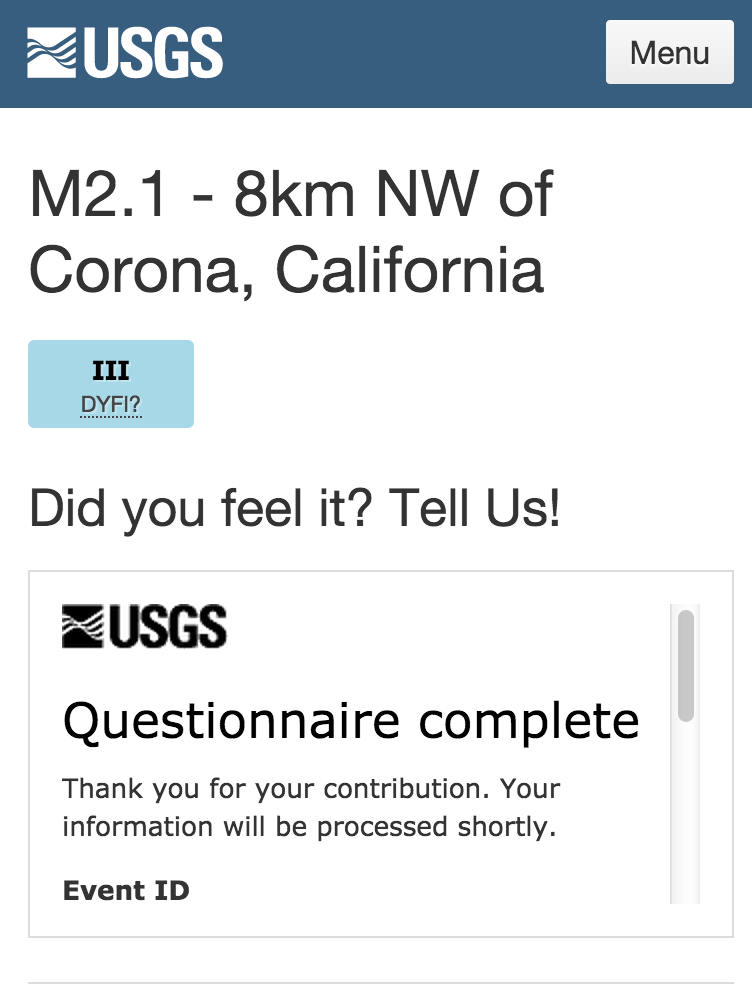 USGS
Menu
M2.1 - 8km NW of
Corona, California
III
DYFI?
Did you feel it? Tell Us!
USGS
Questionnaire complete
Thank you for your contribution. Your
information will be processed shortly.
Event ID